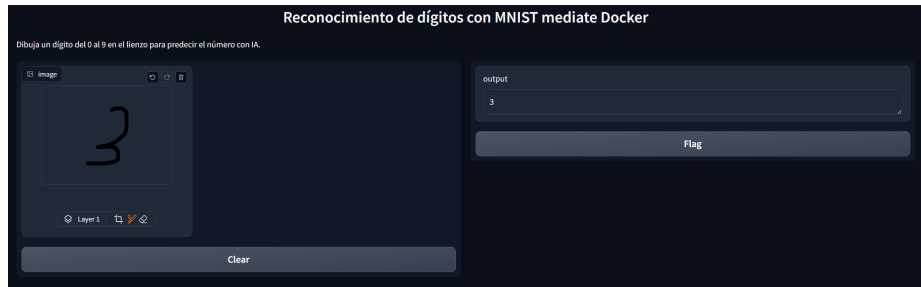 Reconocimiento de dígitos con MNIST mediate Docker
Dibuja un dígito del 0 al 9 en el lienzo para predecir el número con IA.
image
3
Layer 1
Clear
output
3
Flag